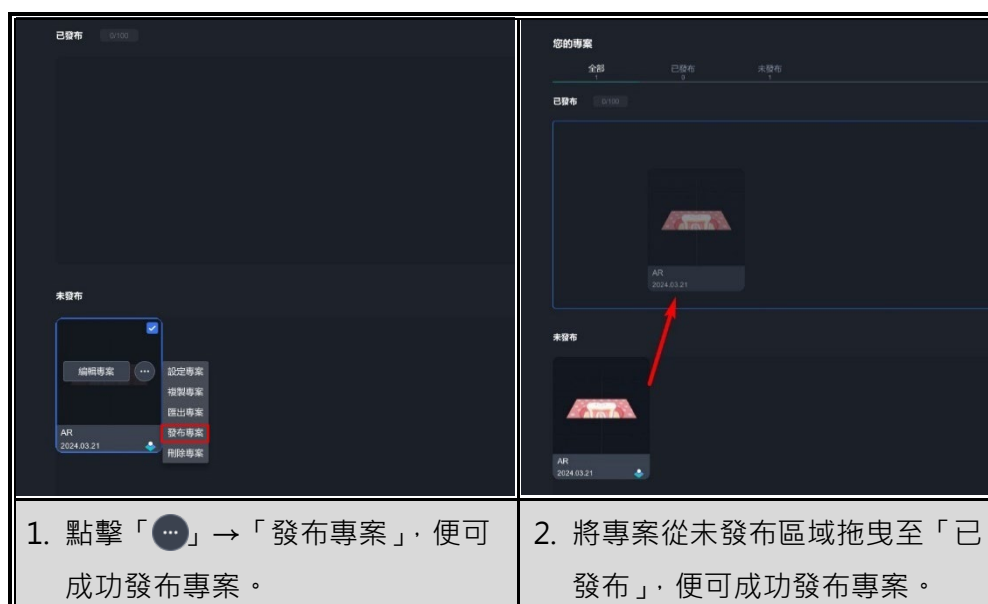 已發布 0/100
未發布
編輯專案 ...
設定專案
複製專案
匯出專案
發布專案
刪除專案
AR
2024.03.21
您的專案
全部 已發布 未發布
1 0 1
已發布 0/100
AR
2024.03.21
未發布
AR
2024.03.21
1. 點擊「...」→「發布專案」，便可
成功發布專案。
2. 將專案從未發布區域拖曳至「已
發布」，便可成功發布專案。